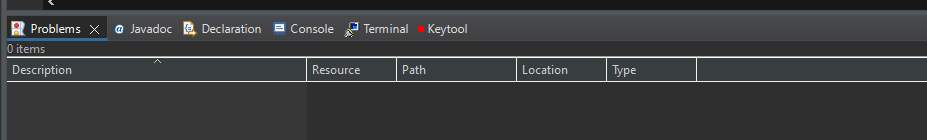 Problems @ Javadoc Declaration Console Terminal Keytool
0 items
Description Resource Path Location Type